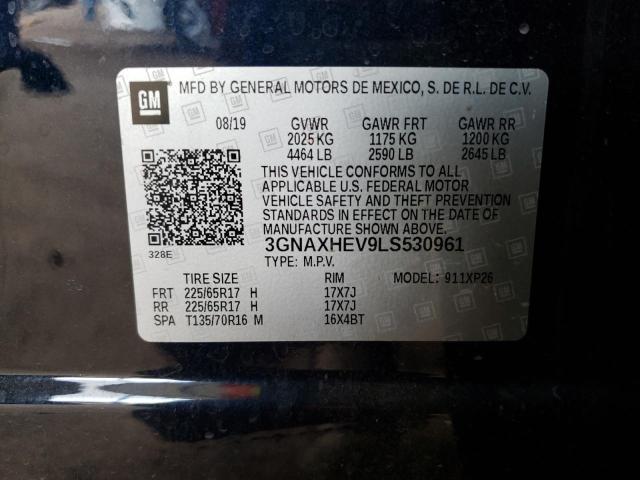 GM MFD BY GENERAL MOTORS DE MEXICO, S. DE R.L. DE C.V.
08/19 GVWR GAWR FRT GAWR RR
2025 KG 1175 KG 1200 KG
4464 LB 2590 LB 2645 LB
THIS VEHICLE CONFORMS TO ALL
APPLICABLE U.S. FEDERAL MOTOR
VEHICLE SAFETY AND THEFT PREVENTION
STANDARDS IN EFFECT ON THE DATE OF
MANUFACTURE SHOWN ABOVE.
3GNAXHEV9LS530961
328E TYPE: M.P.V.
TIRE SIZE RIM 911XP26
FRT 225/65R17 H 17X7J
RR 225/65R17 H 17X7J
SPA T135/70R16 M 16X4BT